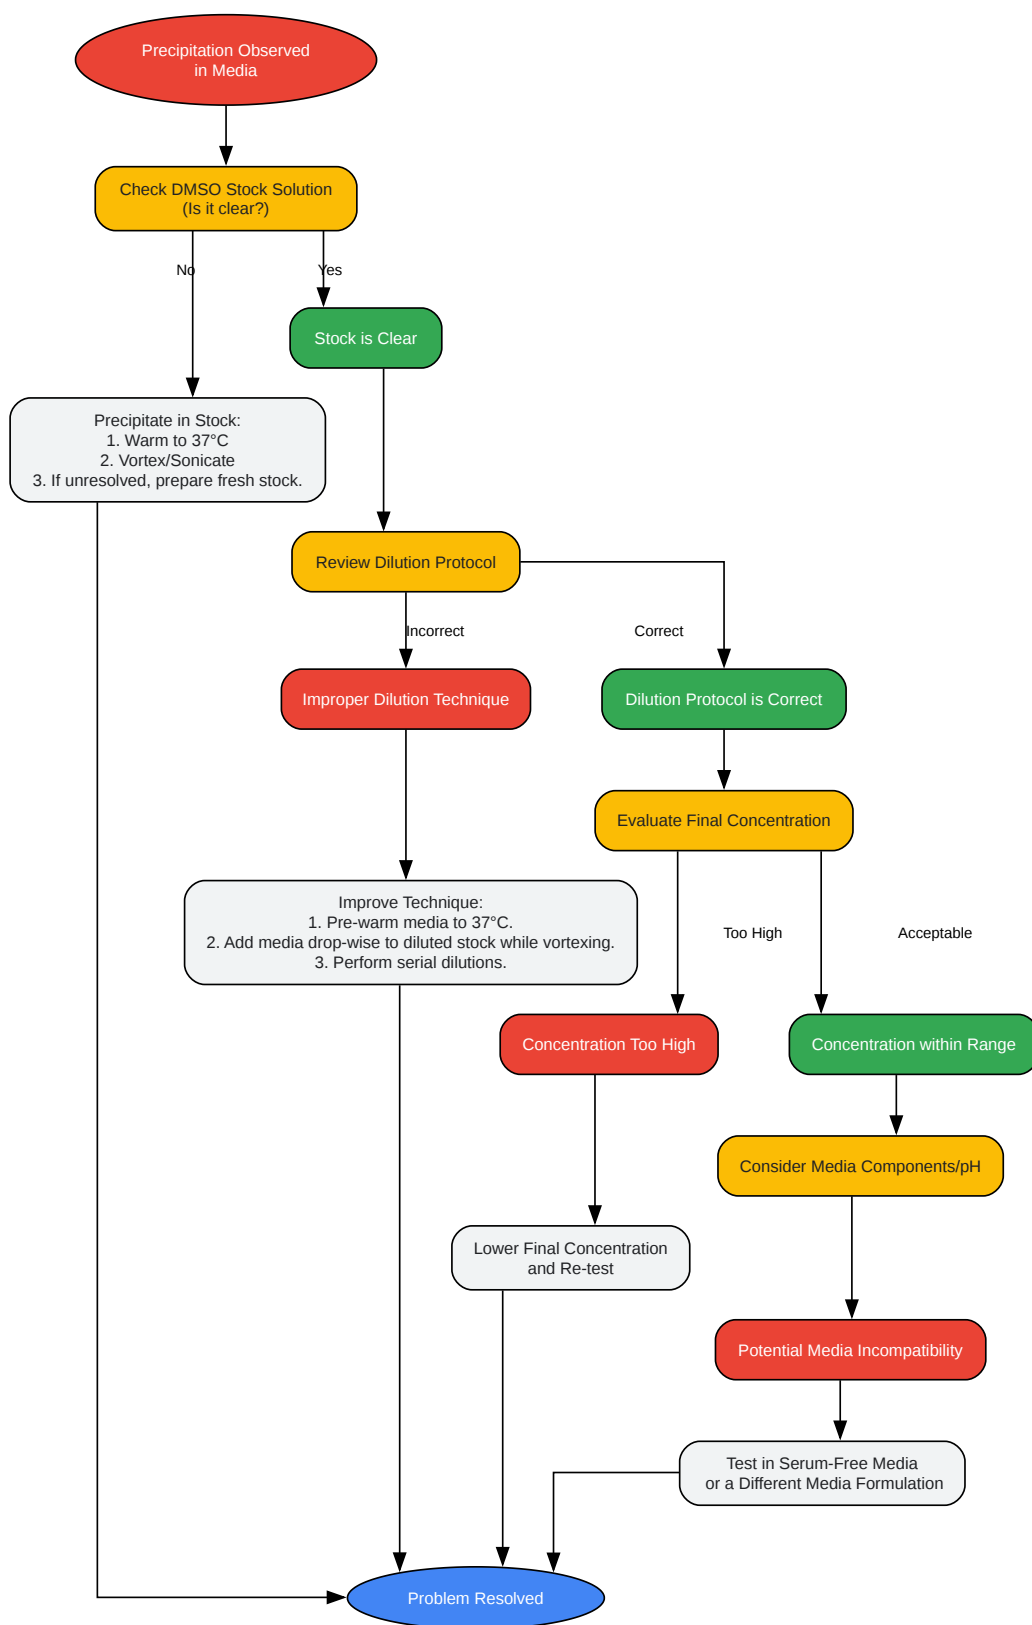 Precipitation Observed
in Media
Check DMSO Stock Solution
(Is it clear?)
No
Yes
Stock is Clear
Precipitate in Stock:
1. Warm to 37°C
2. Vortex/Sonicate
3. If unresolved, prepare fresh stock.
Review Dilution Protocol
Incorrect
Correct
Improper Dilution Technique
Dilution Protocol is Correct
Evaluate Final Concentration
Improve Technique:
1. Pre-warm media to 37°C.
2. Add media drop-wise to diluted stock while vortexing.
3. Perform serial dilutions.
Too High
Acceptable
Concentration Too High
Concentration within Range
Consider Media Components/pH
Lower Final Concentration
and Re-test
Potential Media Incompatibility
Test in Serum-Free Media
or a Different Media Formulation
Problem Resolved